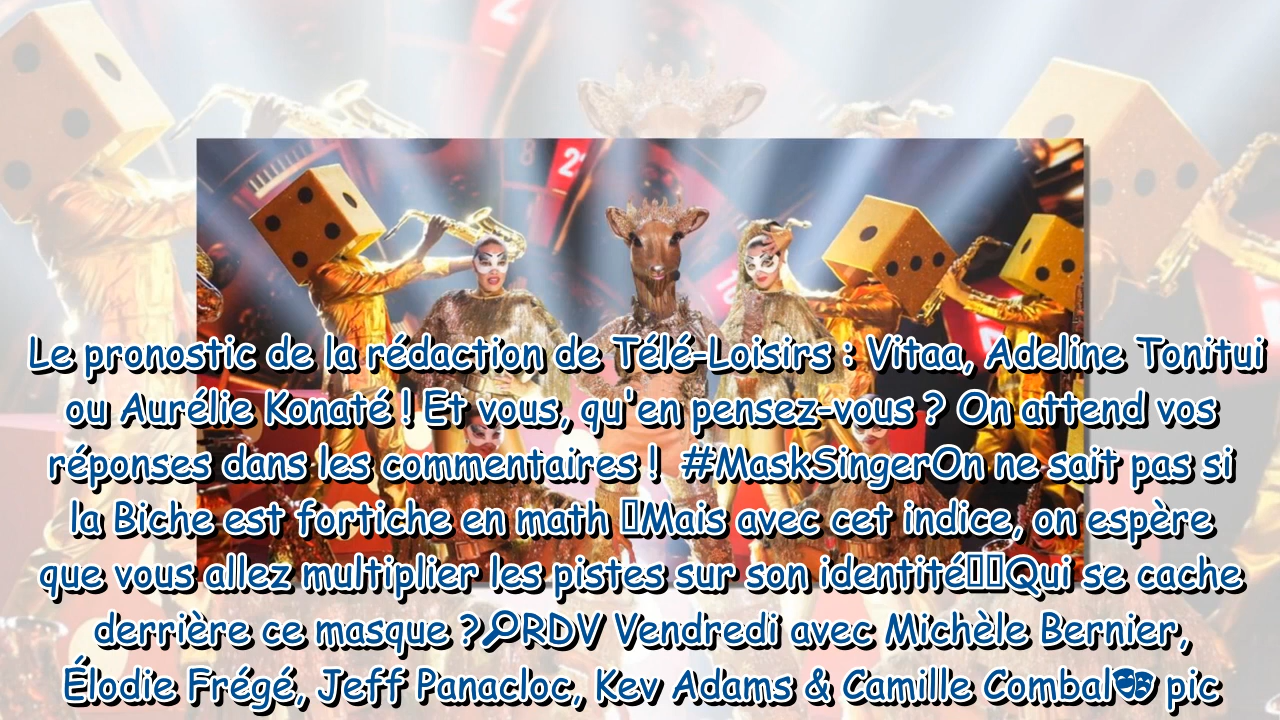 Le pronostic de la rédaction de Télé-Loisirs : Vitaa, Adeline Tonitui
ou Aurélie Konaté ! Et vous, qu'en pensez-vous ? On attend vos
réponses dans les commentaires ! #MaskSingerOn ne sait pas si
la Biche est fortiche en math Mais avec cet indice, on espère
que vous allez multiplier les pistes sur son identitéQui se cache
derrière ce masque ?🔎RDV Vendredi avec Michèle Bernier,
Élodie Frégé, Jeff Panacloc, Kev Adams & Camille Combal🎭 pic